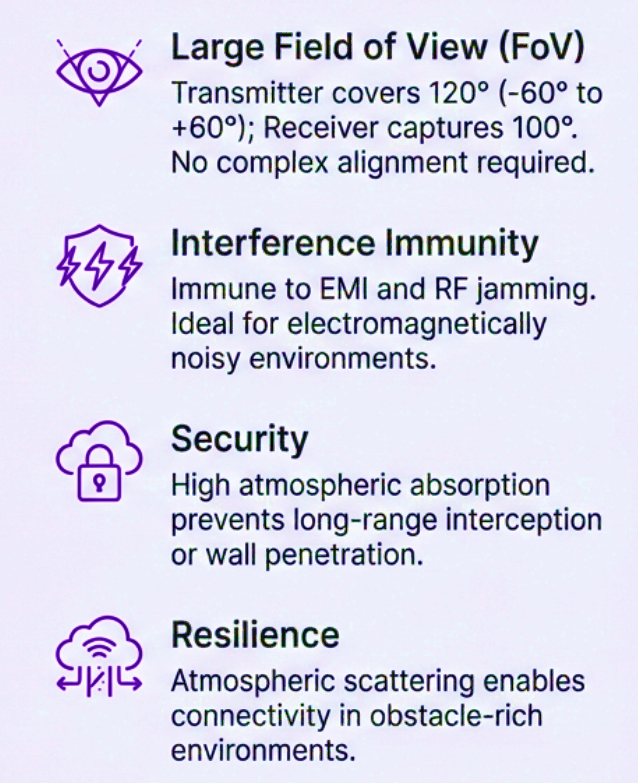 Large Field of View (FoV)
Transmitter covers 120° (-60° to
+60°); Receiver captures 100°.
No complex alignment required.
Interference Immunity
Immune to EMI and RF jamming.
Ideal for electromagnetically
noisy environments.
Security
High atmospheric absorption
prevents long-range interception
or wall penetration.
Resilience
Atmospheric scattering enables
connectivity in obstacle-rich
environments.